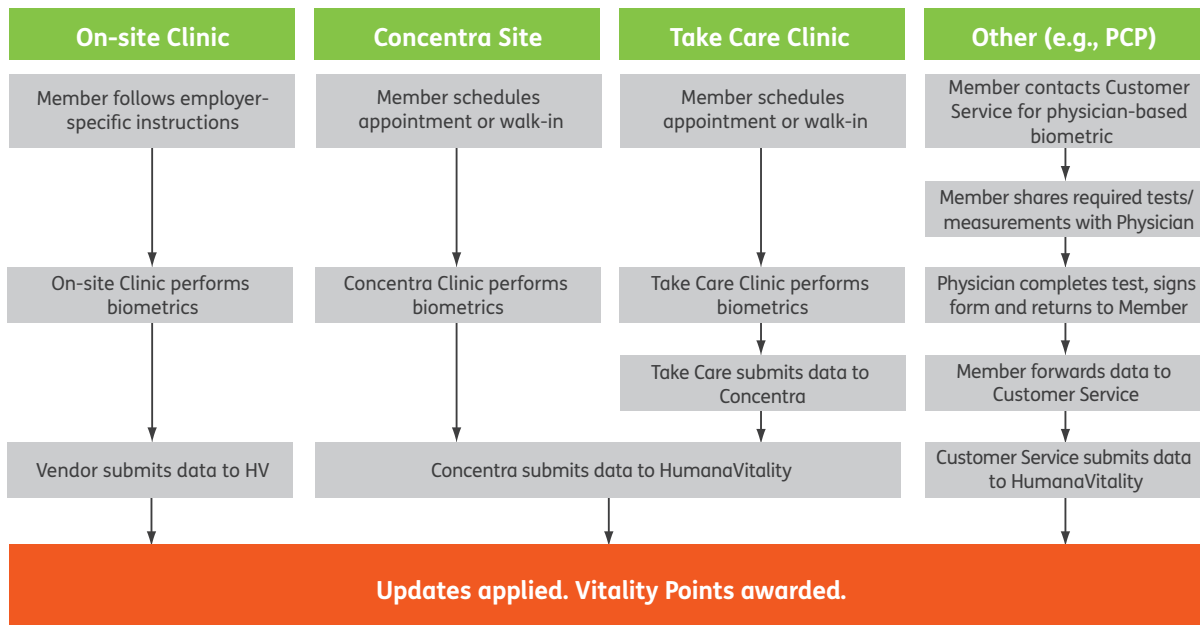 On-site Clinic
Concentra Site
Take Care Clinic
Other (e.g., PCP)
Member follows employer-
specific instructions
Member schedules
appointment or walk-in
Member schedules
appointment or walk-in
Member contacts Customer
Service for physician-based
biometric
Member shares required tests/
measurements with Physician
On-site Clinic performs
biometrics
Concentra Clinic performs
biometrics
Take Care Clinic performs
biometrics
Physician completes test, signs
form and returns to Member
Take Care submits data to
Concentra
Member forwards data to
Customer Service
Vendor submits data to HV
Concentra submits data to HumanaVitality
Customer Service submits data
to HumanaVitality
Updates applied. Vitality Points awarded.